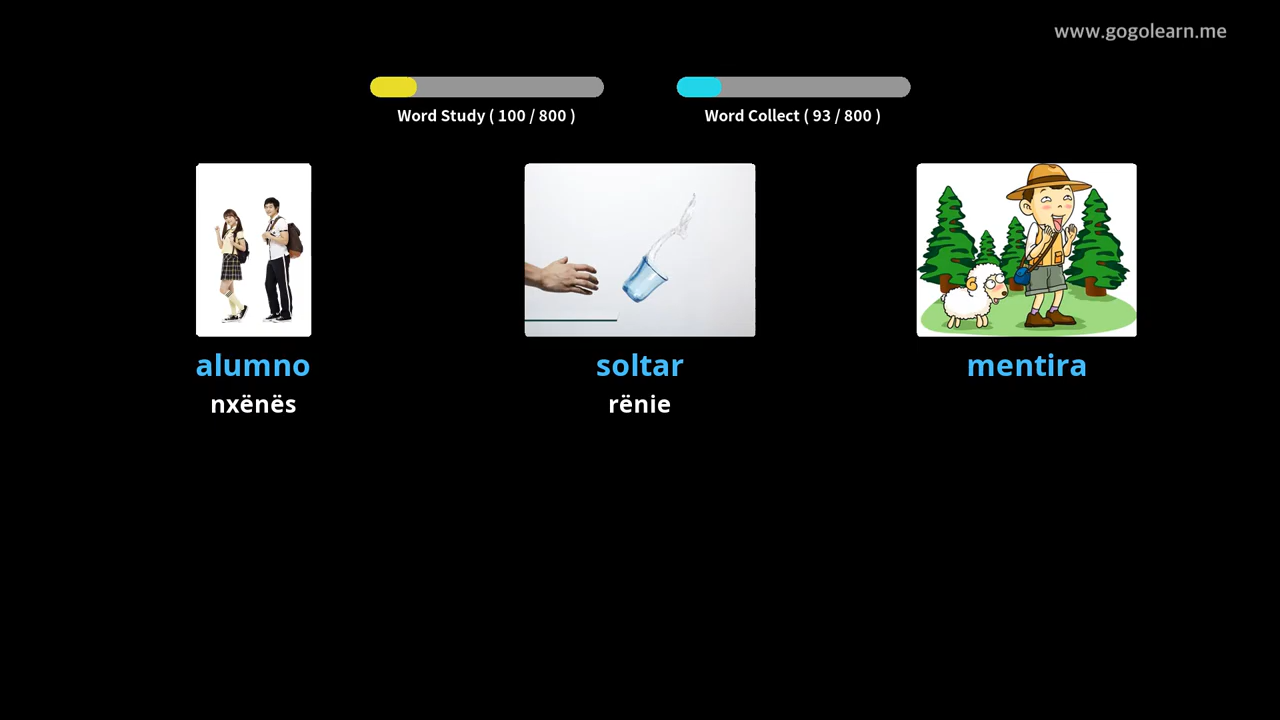 www.gogolearn.me
Word Study ( 100 / 800 )
Word Collect ( 93 / 800 )
alumno
soltar
mentira
nxënës
rënie